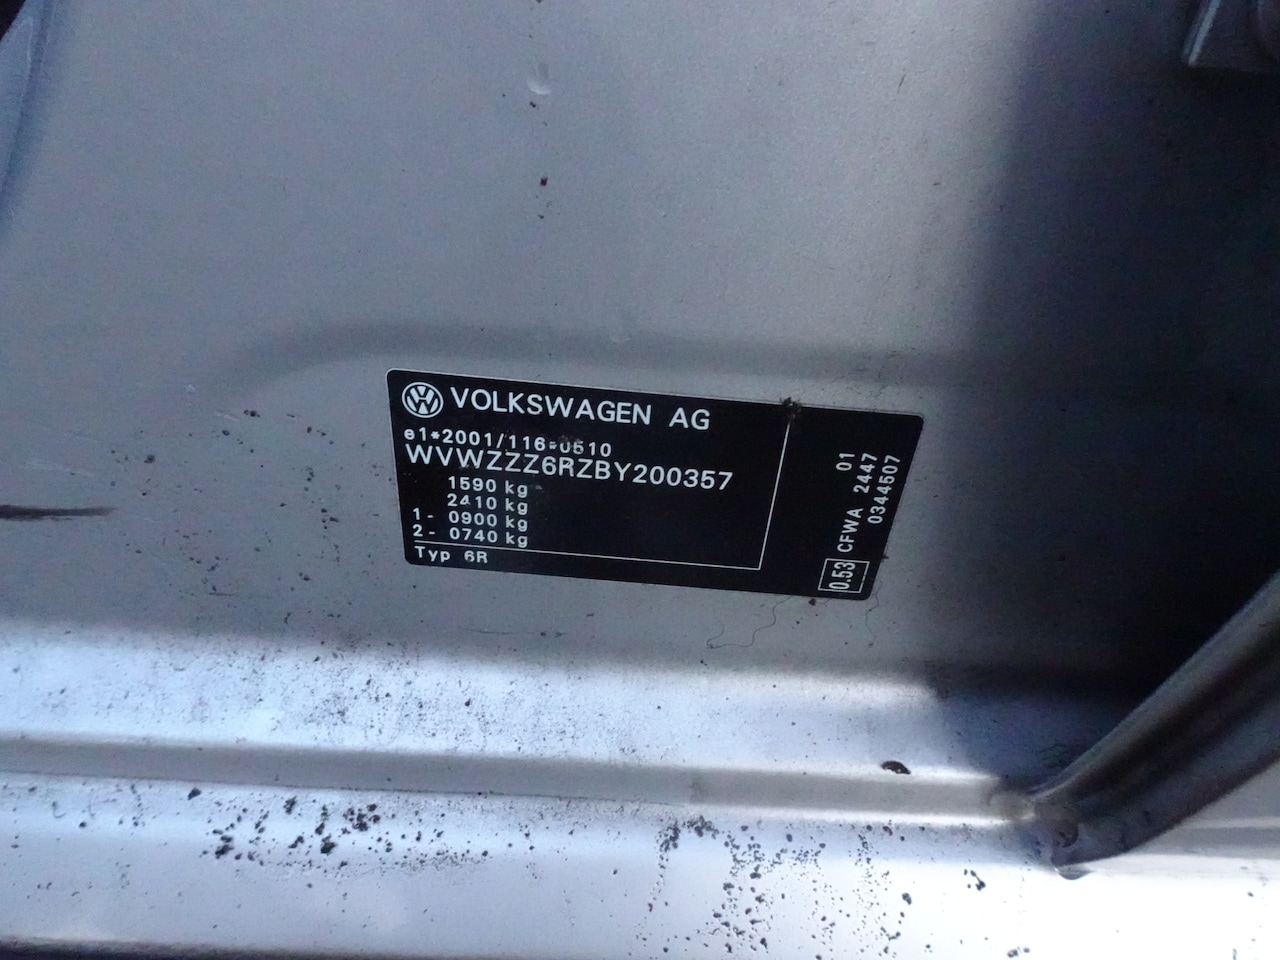 VOLKSWAGEN AG
e1*2001/116*0510
WVWZZZ6RZBY200357
1590 kg
2410 kg
1- 0900 kg
2- 0740 kg
Typ 6R
01
0.53 CFWA 2447
0344507